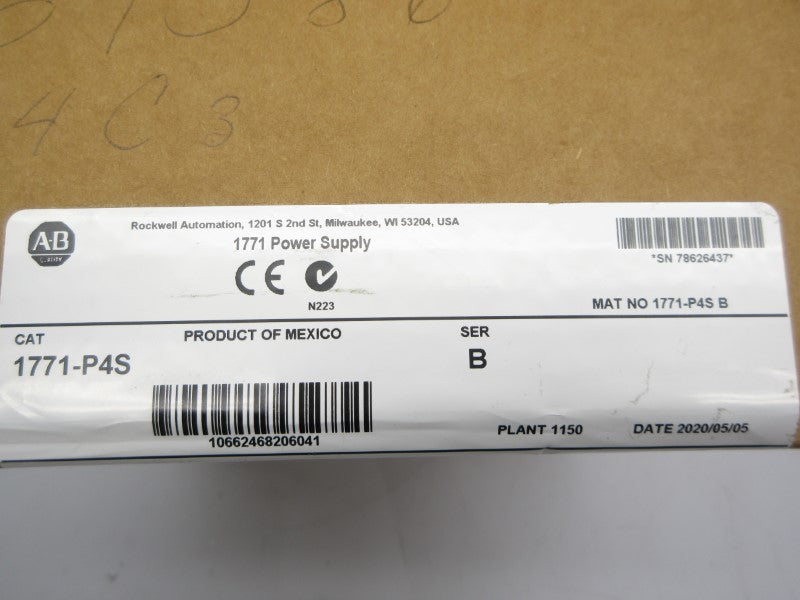 4C3
A-B
QUALITY
Rockwell Automation, 1201 S 2nd St, Milwaukee, WI 53204, USA
1771 Power Supply
CE
N223
*SN 78626437*
MAT NO 1771-P4S B
CAT
1771-P4S
PRODUCT OF MEXICO
SER
B
10662468206041
PLANT 1150
DATE 2020/05/05